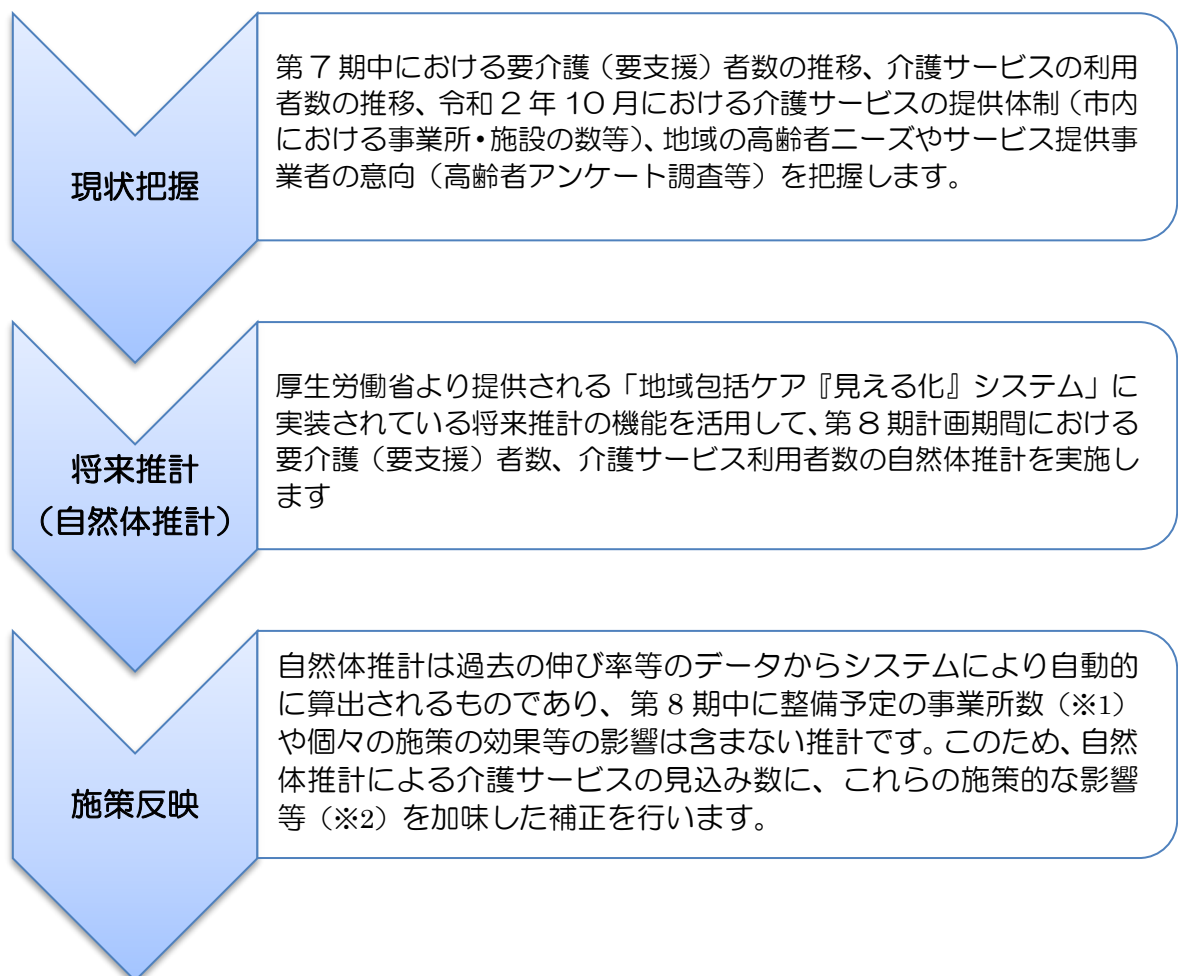 現状把握
第7期中における要介護（要支援）者数の推移、介護サービスの利用
者数の推移、令和2年10月における介護サービスの提供体制（市内
における事業所・施設の数等）、地域の高齢者ニーズやサービス提供事
業者の意向（高齢者アンケート調査等）を把握します。
将来推計
（自然体推計）
厚生労働省より提供される「地域包括ケア『見える化』システム」に
実装されている将来推計の機能を活用して、第8期計画期間における
要介護（要支援）者数、介護サービス利用者数の自然体推計を実施し
ます
施策反映
自然体推計は過去の伸び率等のデータからシステムにより自動的
に算出されるものであり、第8期中に整備予定の事業所数（※1）
や個々の施策の効果等の影響は含まない推計です。このため、自然
体推計による介護サービスの見込み数に、これらの施策的な影響
等（※2）を加味した補正を行います。